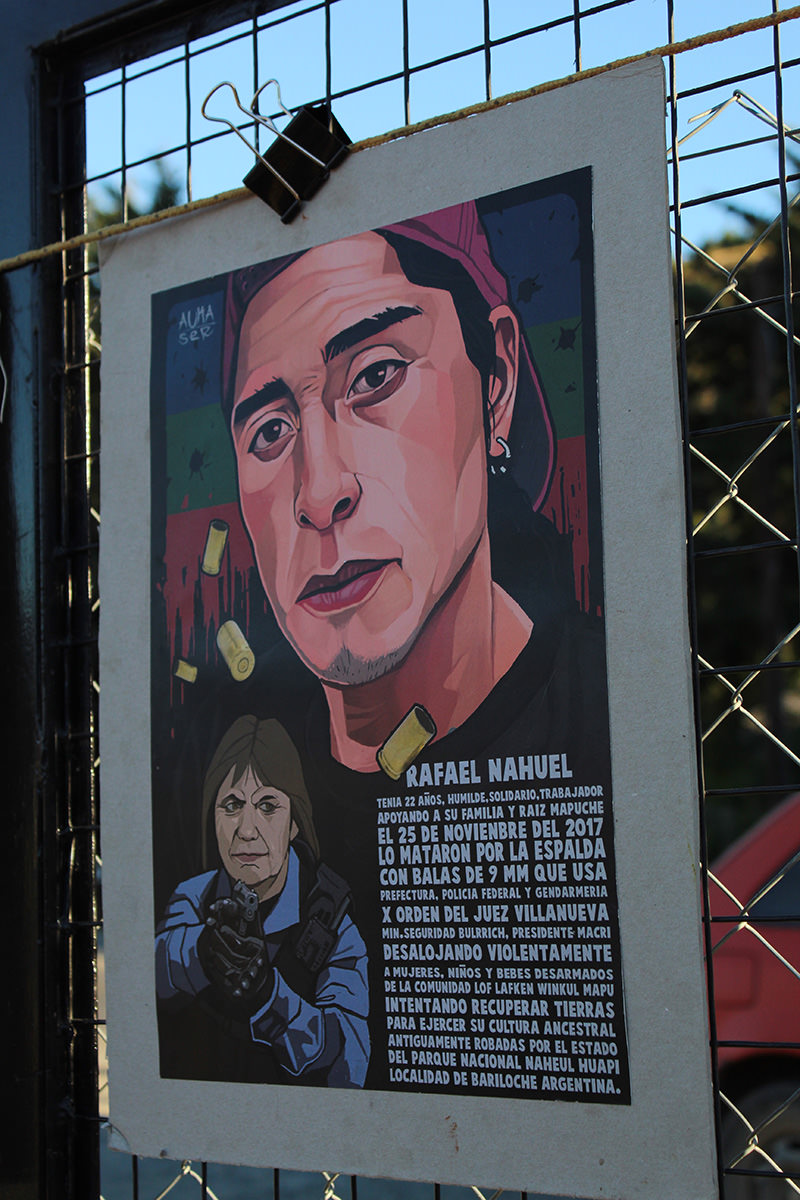 AUKA
SER
RAFAEL NAHUEL
TENIA 22 AÑOS, HUMILDE,SOLIDARIO,TRABAJADOR
APOYANDO A SU FAMILIA Y RAIZ MAPUCHE
EL 25 DE NOVIENBRE DEL 2017
LO MATARON POR LA ESPALDA
CON BALAS DE 9 MM QUE USA
PREFECTURA, POLICIA FEDERAL Y GENDARMERIA
X ORDEN DEL JUEZ VILLANUEVA
MIN.SEGURIDAD BULRRICH, PRESIDENTE MACRI
DESALOJANDO VIOLENTAMENTE
A MUJERES, NIÑOS Y BEBES DESARMADOS
DE LA COMUNIDAD LOF LAFKEN WINKUL MAPU
INTENTANDO RECUPERAR TIERRAS
PARA EJERCER SU CULTURA ANCESTRAL
ANTIGUAMENTE ROBADAS POR EL ESTADO
DEL PARQUE NACIONAL NAHEUL HUAPI
LOCALIDAD DE BARILOCHE ARGENTINA.